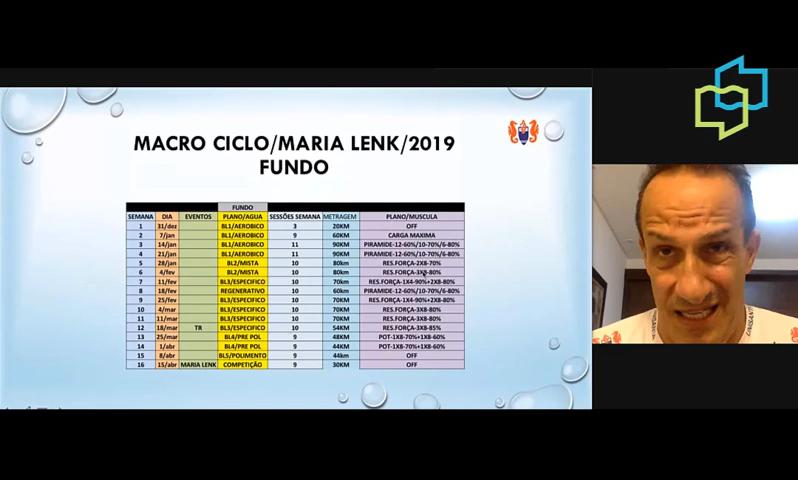 MACRO CICLO/MARIA LENK/2019
FUNDO
FUNDO
SEMANA DIA EVENTOS PLANO/AGUA SESSÕES SEMANA METRAGEM PLANO/MUSCULA
1 31/dez BL1/AEROBICO 3 20KM OFF
2 7/jan BL1/AEROBICO 9 60KM CARGA MAXIMA
3 14/jan BL1/AEROBICO 11 90KM PIRAMIDE-12-60%/10-70%/6-80%
4 21/jan BL1/AEROBICO 11 90KM PIRAMIDE-12-60%/10-70%/6-80%
5 28/jan BL2/MISTA 10 80km RES.FORÇA-2X8-70%
6 4/fev BL2/MISTA 10 80km RES.FORÇA-3X8-80%
7 11/fev BL3/ESPECIFICO 10 70km RES.FORÇA-1X4-90%+2X8-80%
8 18/fev REGENERATIVO 10 60km PIRAMIDE-12-60%/10-70%/6-80%
9 25/fev BL3/ESPECIFICO 10 70KM RES.FORÇA-1X4-90%+2X8-80%
10 4/mar BL3/ESPECIFICO 10 70KM RES.FORÇA-3X8-80%
11 11/mar BL3/ESPECIFICO 10 70KM RES.FORÇA-3X8-80%
12 18/mar TR BL3/ESPECIFICO 10 54KM RES.FORÇA-3X8-85%
13 25/mar BL4/PRE POL 9 48KM POT-1X8-70%+1X8-60%
14 1/abr BL4/PRE POL 9 44KM POT-1X8-70%+1X8-60%
15 8/abr BL5/POLIMENTO 9 44km OFF
16 15/abr MARIA LENK COMPETIÇÃO 9 30KM OFF